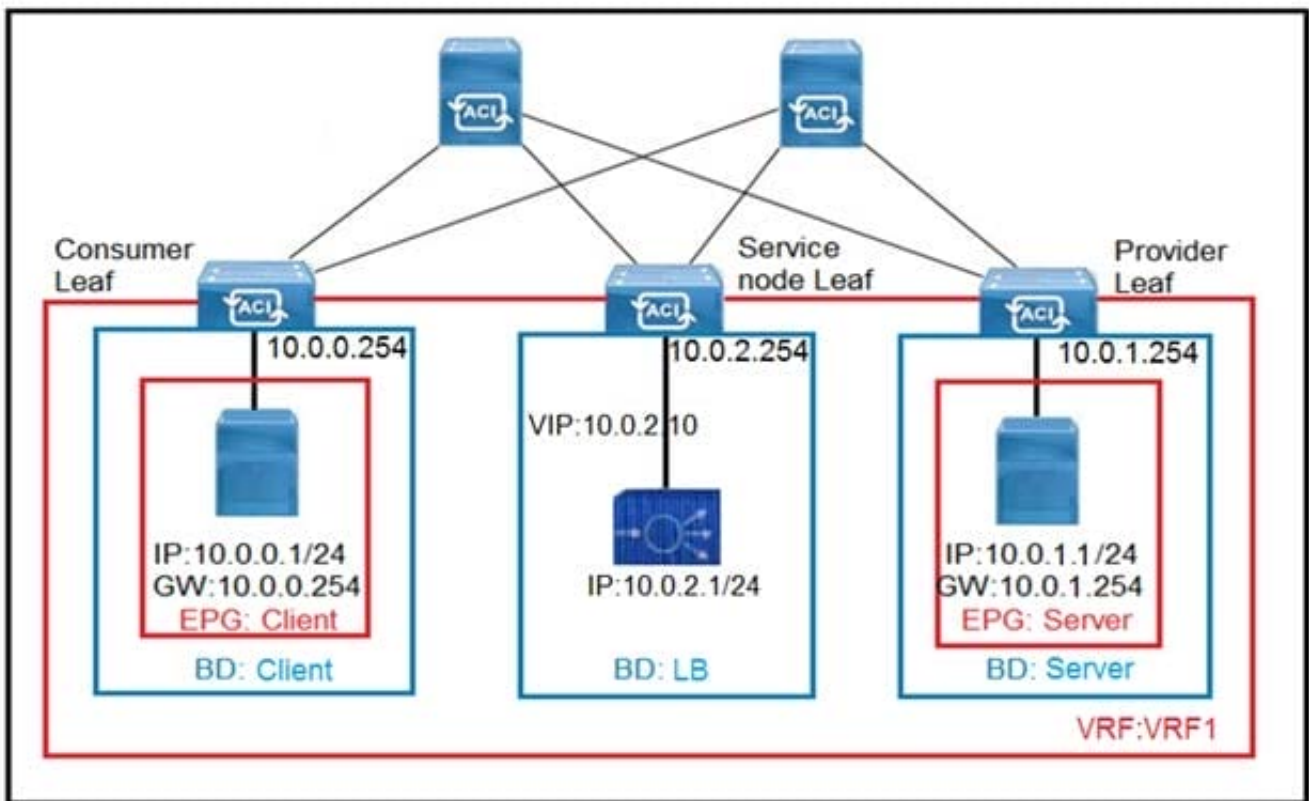 ACI
ACI
Consumer
Leaf
Service
node Leaf
Provider
Leaf
ACI
ACI
ACI
10.0.0.254
10.0.2.254
10.0.1.254
VIP:10.0.2.10
IP:10.0.0.1/24
GW:10.0.0.254
EPG: Client
IP:10.0.2.1/24
IP:10.0.1.1/24
GW:10.0.1.254
EPG: Server
BD: Client
BD: LB
BD: Server
VRF:VRF1